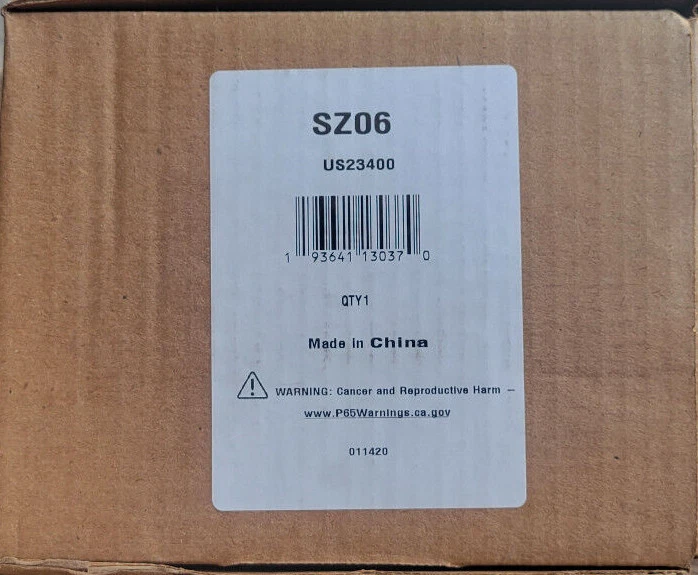 SZ06
US23400
1 93641 13037 0
QTY1
Made in China
WARNING: Cancer and Reproductive Harm –
www.P65Warnings.ca.gov
011420